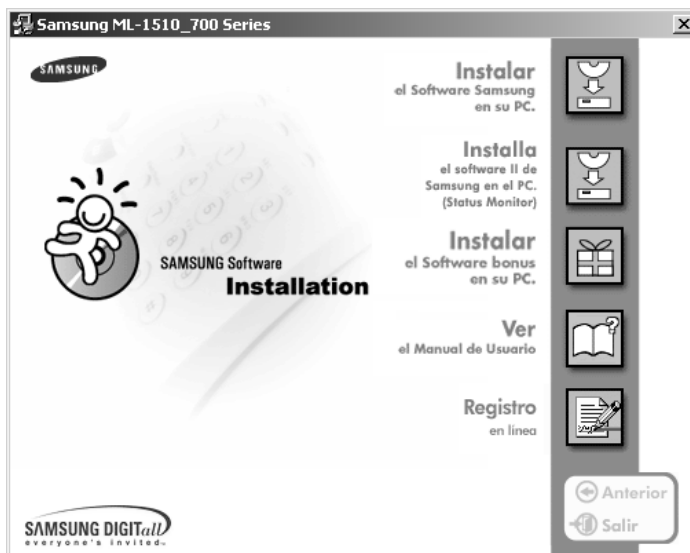 Samsung ML-1510_700 Series
SAMSUNG
Instalar
el Software Samsung
en su PC.
Installa
el software II de
Samsung en el PC.
(Status Monitor)
SAMSUNG Software
Installation
Instalar
el Software bonus
en su PC.
Ver
el Manual de Usuario
Registro
en línea
Anterior
Salir
SAMSUNG DIGITall
everyone's invited™